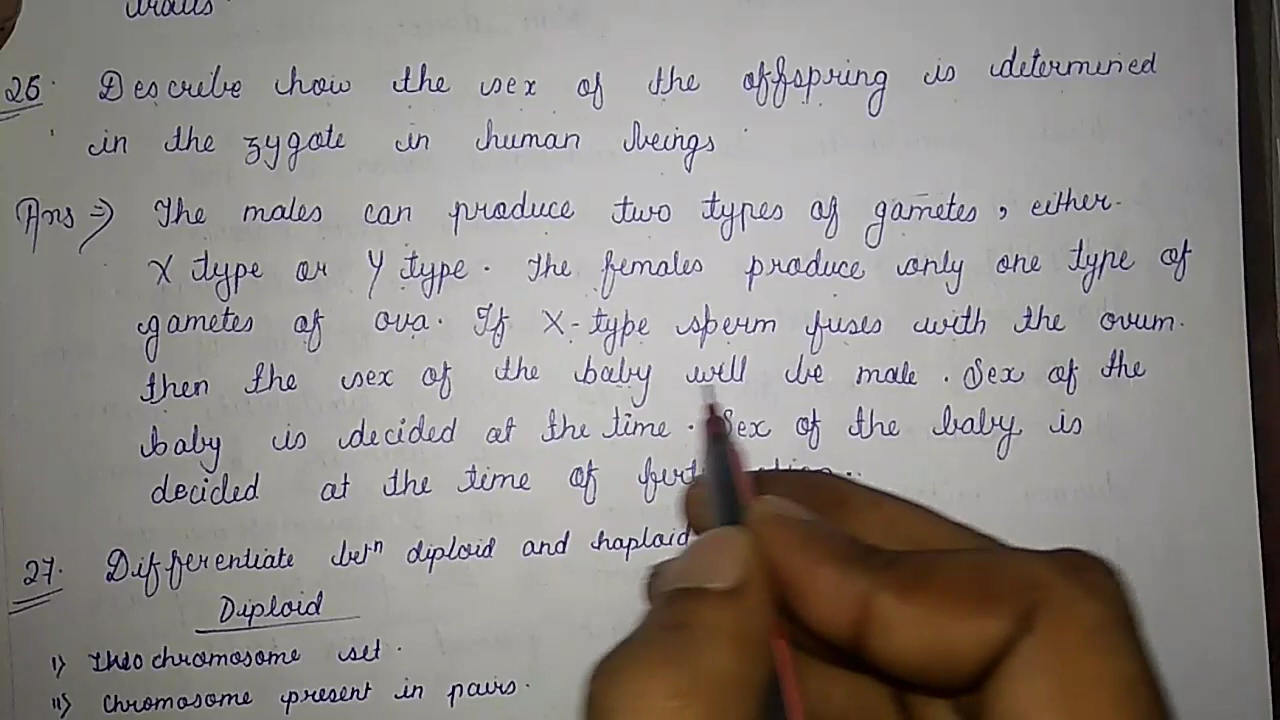 26. Describe how the sex of the offspring is determined
in the zygote in human beings
Ans => The males can produce two types of gametes, either
X type or Y type. The females produce only one type of
gametes of ova. If X-type sperm fuses with the ovum.
then the sex of the baby will be male. Sex of the
baby is decided at the time. Sex of the baby is
decided at the time of
27. Differentiate betn diploid and haploid
Diploid
i) chromosome set.
ii) chromosome present in pairs.